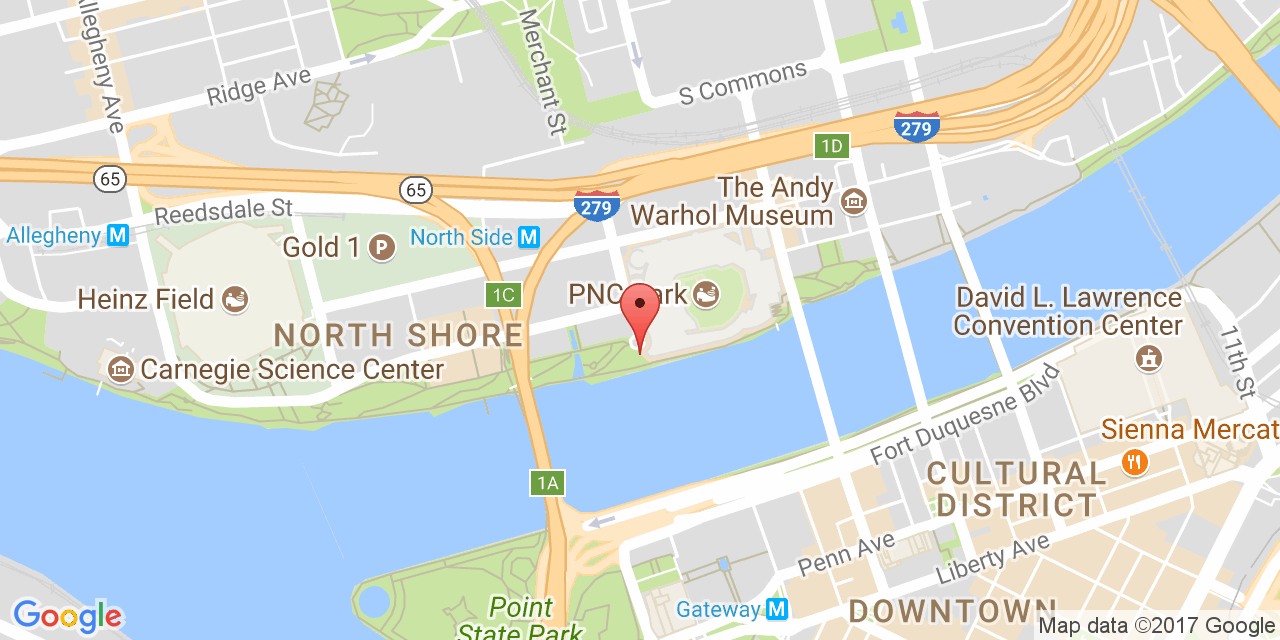 Allegheny Ave
Merchant St
Ridge Ave
S Commons
279
1D
65
65
The Andy
Warhol Museum
279
Reedsdale St
Allegheny M
North Side M
Gold 1 P
1C
PNC Park
Heinz Field
David L. Lawrence
Convention Center
NORTH SHORE
11th St
Carnegie Science Center
Fort Duquesne Blvd
Sienna Mercat
CULTURAL
DISTRICT
1A
Penn Ave
Liberty Ave
Point
State Park
Gateway M
DOWNTOWN
Google
Map data ©2017 Google